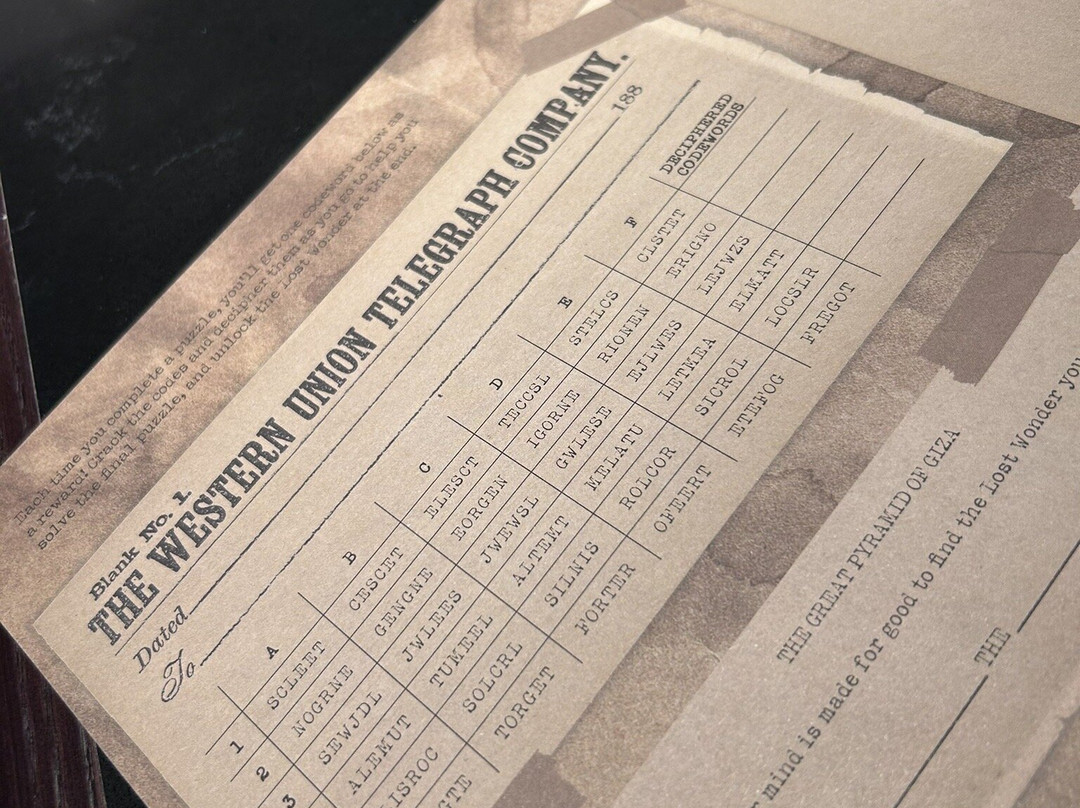 Each time you complete a puzzle, you'll get one codeword below as
a reward. Crack the codes and decipher them as you go to help you
solve the final puzzle, and unlock the Lost Wonder at the end.
Blank No. 1.
THE WESTERN UNION TELEGRAPH COMPANY.
Dated 188
To
A B C D E F DECIPHERED
CODEWORDS
1 SCLEET CESCET ELESCT TECCSL STELCS CLSTET
2 NOGRNE GENGNE EORGEN IGORNE RIONEN ERIGNO
3 SEWJDL JWLEES JWEWSL GWLESE EJLWES LEJWZS
ALEMUT TUMEEL ALTEMT MELATU LETMEA ELMATT
ISROC SOLCRL SILNIS ROLCOR SICROL LOCSLR
TORGET FORTER OFEERT ETEFOG FREGOT
THE GREAT PYRAMID OF GIZA
mind is made for good to find the Lost Wonder you
THE